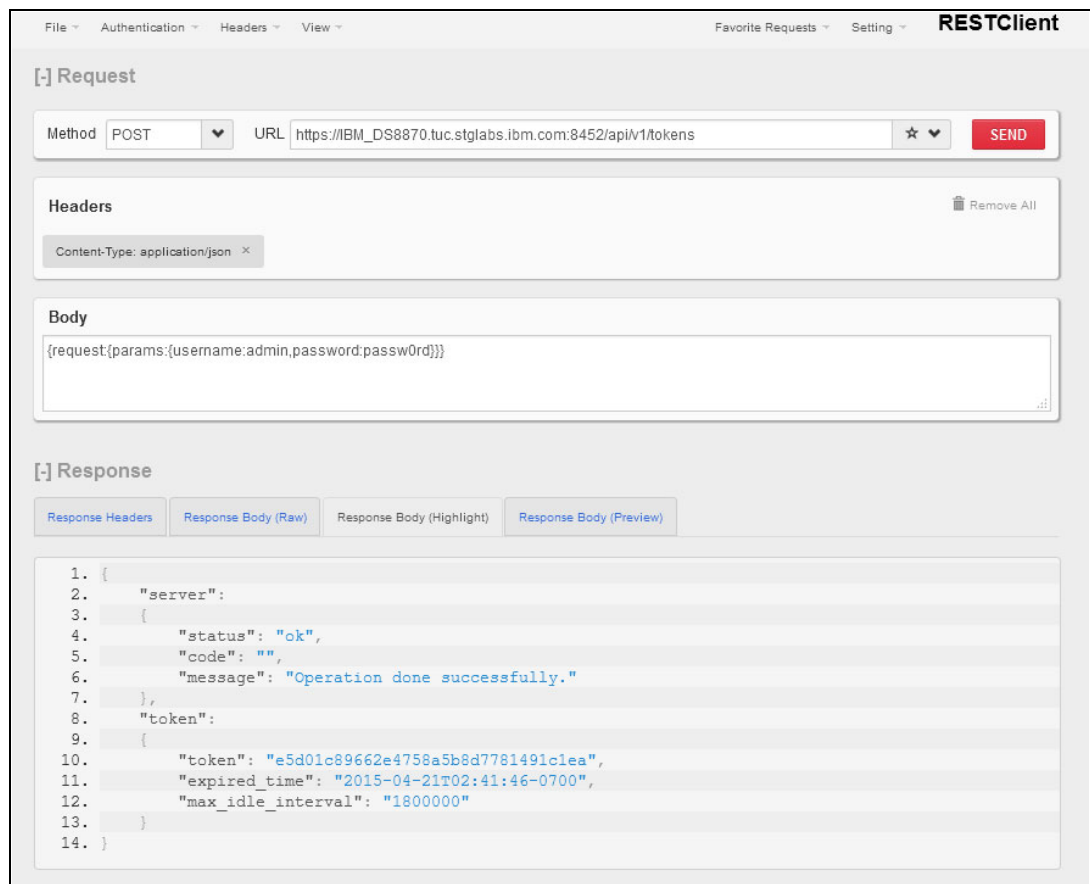 File Authentication Headers View Favorite Requests Setting RESTClient
[-] Request
Method POST URL https://IBM_DS8870.tuc.stglabs.ibm.com:8452/api/v1/tokens SEND
Headers Remove All
Content-Type: application/json ×
Body
{request:{params:{username:admin,password:passw0rd}}}
[-] Response
Response Headers Response Body (Raw) Response Body (Highlight) Response Body (Preview)
1. {
2. "server":
3. {
4. "status": "ok",
5. "code": "",
6. "message": "Operation done successfully."
7. },
8. "token":
9. {
10. "token": "e5d01c89662e4758a5b8d7781491c1ea",
11. "expired_time": "2015-04-21T02:41:46-0700",
12. "max_idle_interval": "1800000"
13. }
14. }